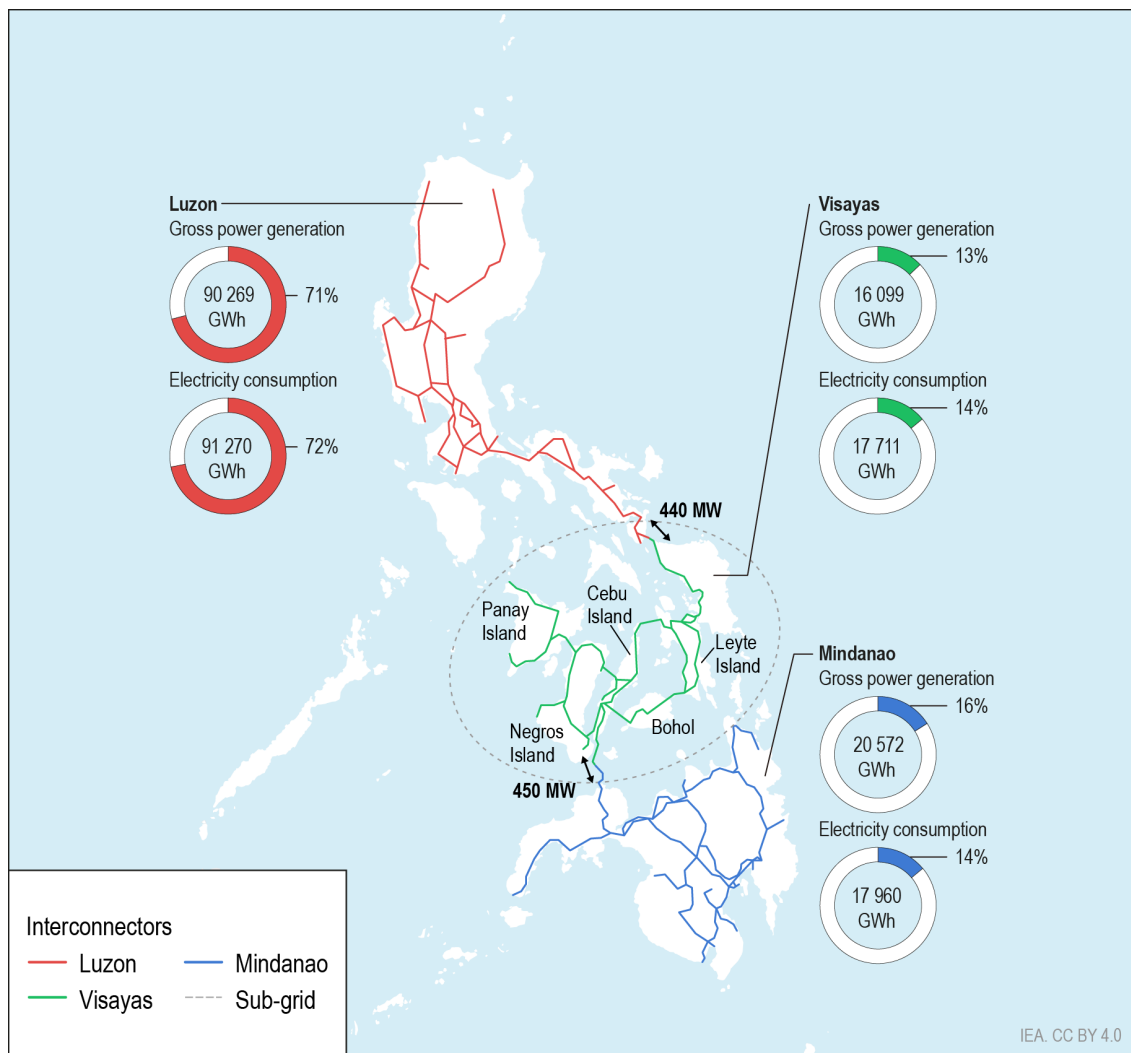 Luzon
Gross power generation
90 269
GWh
71%
Electricity consumption
91 270
GWh
72%
Visayas
Gross power generation
13%
16 099
GWh
Electricity consumption
14%
17 711
GWh
440 MW
Panay
Island
Cebu
Island
Leyte
Island
Negros
Island
Bohol
450 MW
Mindanao
Gross power generation
16%
20 572
GWh
Electricity consumption
14%
17 960
GWh
Interconnectors
Luzon
Mindanao
Visayas
Sub-grid
IEA. CC BY 4.0